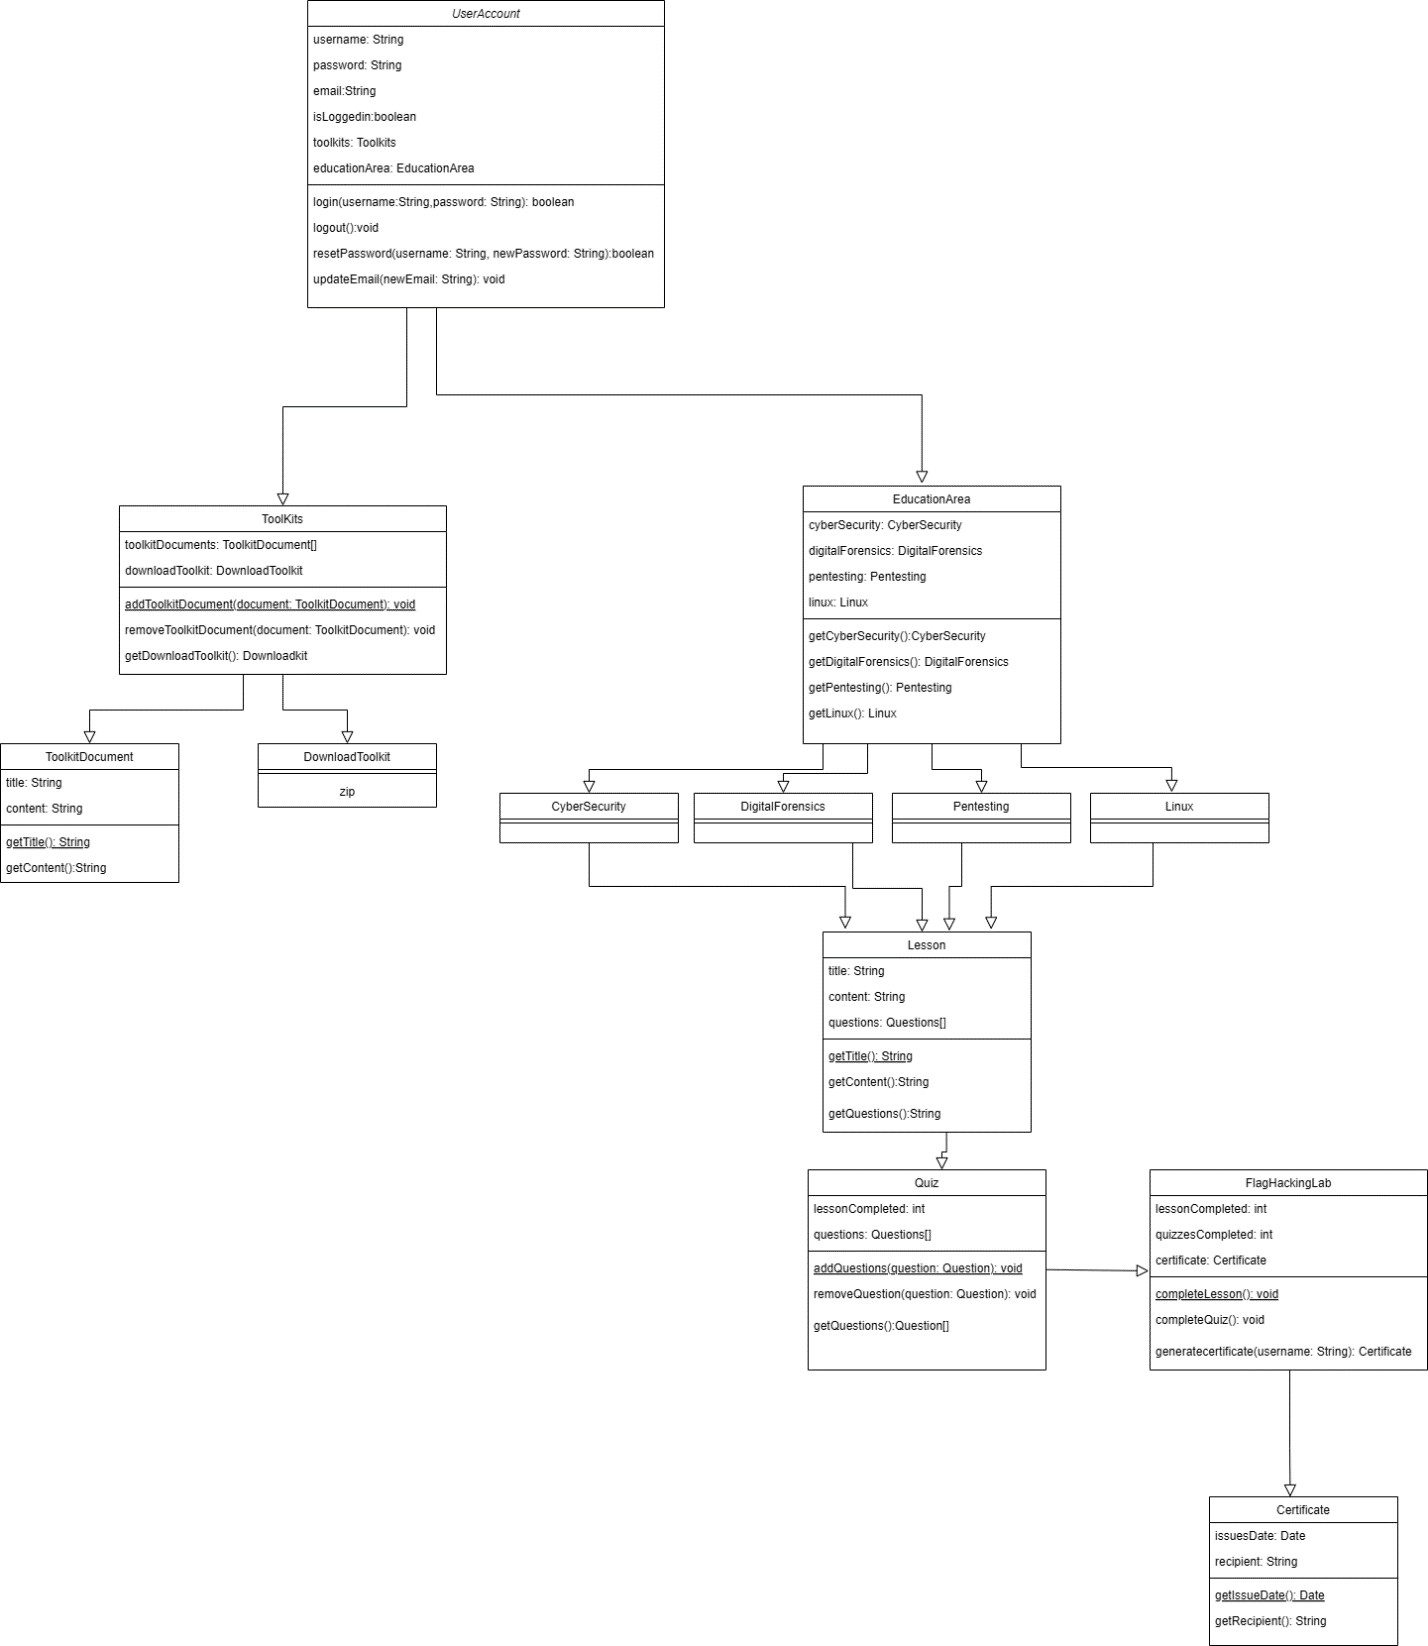 UserAccount
username: String
password: String
email:String
isLoggedin:boolean
toolkits: Toolkits
educationArea: EducationArea
login(username:String,password: String): boolean
logout():void
resetPassword(username: String, newPassword: String):boolean
updateEmail(newEmail: String): void
ToolKits
toolkitDocuments: ToolkitDocument[]
downloadToolkit: DownloadToolkit
addToolkitDocument(document: ToolkitDocument): void
removeToolkitDocument(document: ToolkitDocument): void
getDownloadToolkit(): Downloadkit
EducationArea
cyberSecurity: CyberSecurity
digitalForensics: DigitalForensics
pentesting: Pentesting
linux: Linux
getCyberSecurity():CyberSecurity
getDigitalForensics(): DigitalForensics
getPentesting(): Pentesting
getLinux(): Linux
ToolkitDocument
title: String
content: String
getTitle(): String
getContent():String
DownloadToolkit
zip
CyberSecurity
DigitalForensics
Pentesting
Linux
Lesson
title: String
content: String
questions: Questions[]
getTitle(): String
getContent():String
getQuestions():String
Quiz
lessonCompleted: int
questions: Questions[]
addQuestions(question: Question): void
removeQuestion(question: Question): void
getQuestions():Question[]
FlagHackingLab
lessonCompleted: int
quizzesCompleted: int
certificate: Certificate
completeLesson(): void
completeQuiz(): void
generatecertificate(username: String): Certificate
Certificate
issuesDate: Date
recipient: String
getIssueDate(): Date
getRecipient(): String